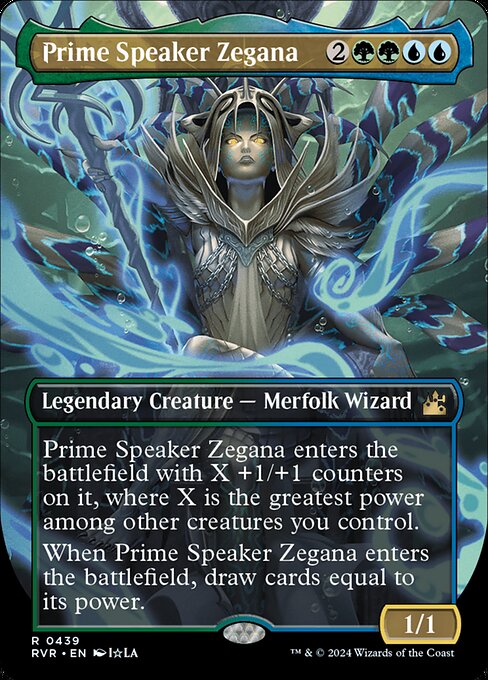 Prime Speaker Zegana 2
Legendary Creature — Merfolk Wizard
Prime Speaker Zegana enters the
battlefield with X +1/+1 counters
on it, where X is the greatest power
among other creatures you control.
When Prime Speaker Zegana enters
the battlefield, draw cards equal to
its power.
1/1
R 0439
RVR • EN I☆LA
™ & © 2024 Wizards of the Coast